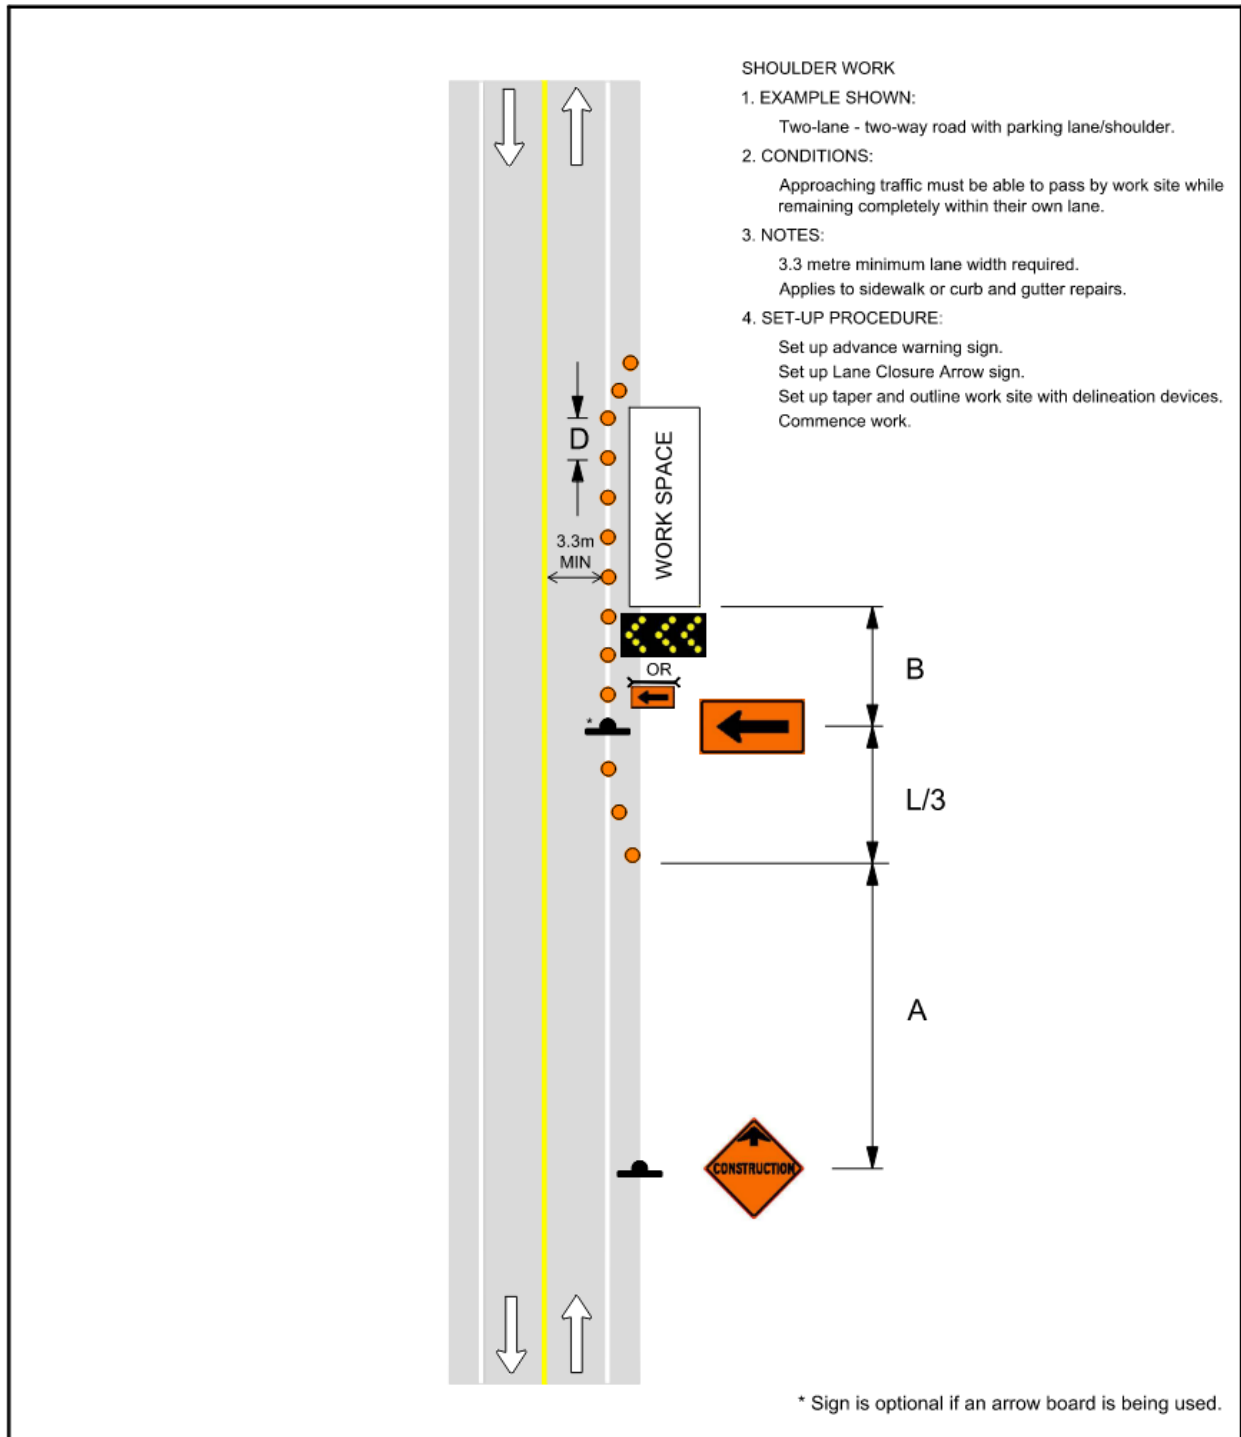 SHOULDER WORK
1. EXAMPLE SHOWN:
Two-lane - two-way road with parking lane/shoulder.
2. CONDITIONS:
Approaching traffic must be able to pass by work site while
remaining completely within their own lane.
3. NOTES:
3.3 metre minimum lane width required.
Applies to sidewalk or curb and gutter repairs.
4. SET-UP PROCEDURE:
Set up advance warning sign.
Set up Lane Closure Arrow sign.
Set up taper and outline work site with delineation devices.
Commence work.
D
WORK SPACE
3.3m
MIN
OR
B
*
L/3
A
CONSTRUCTION
* Sign is optional if an arrow board is being used.